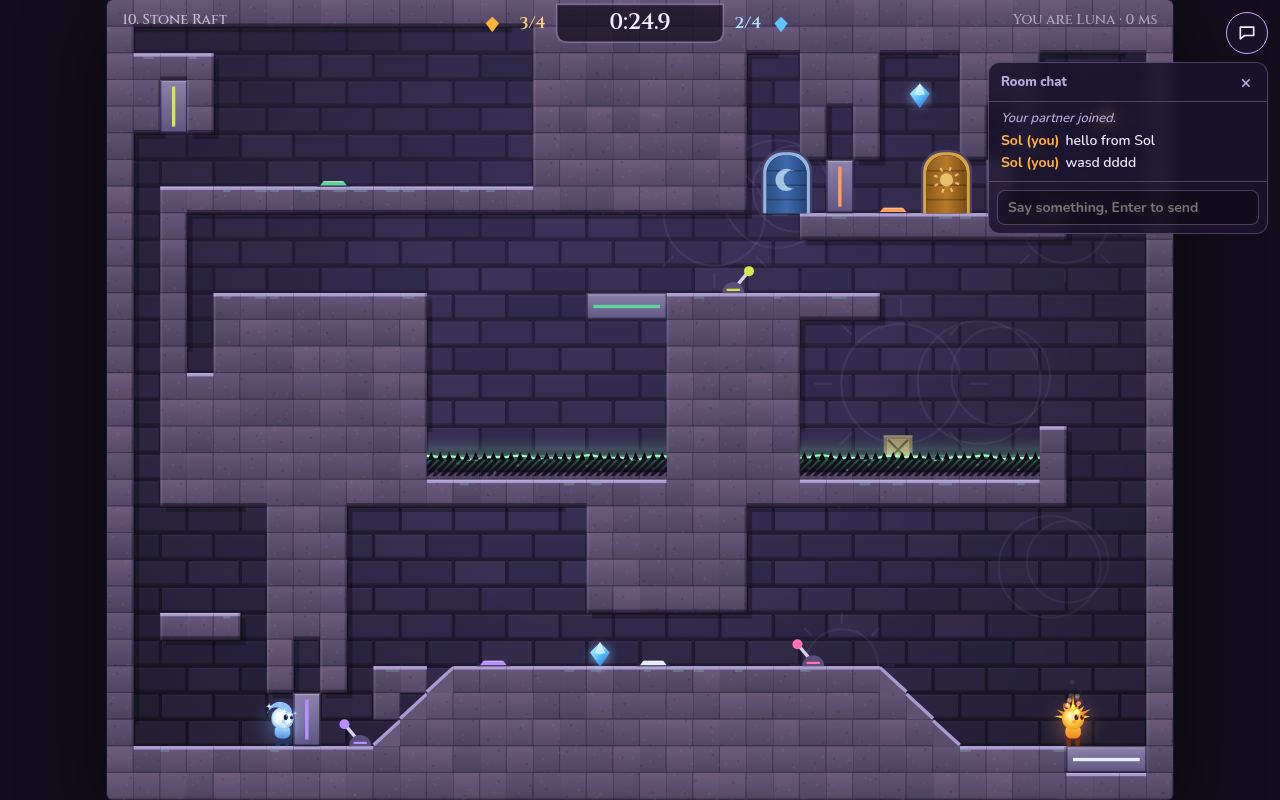 10. Stone Raft
3/4
0:24.9
2/4
You are Luna · 0 ms
Room chat
×
Your partner joined.
Sol (you) hello from Sol
Sol (you) wasd dddd
Say something, Enter to send